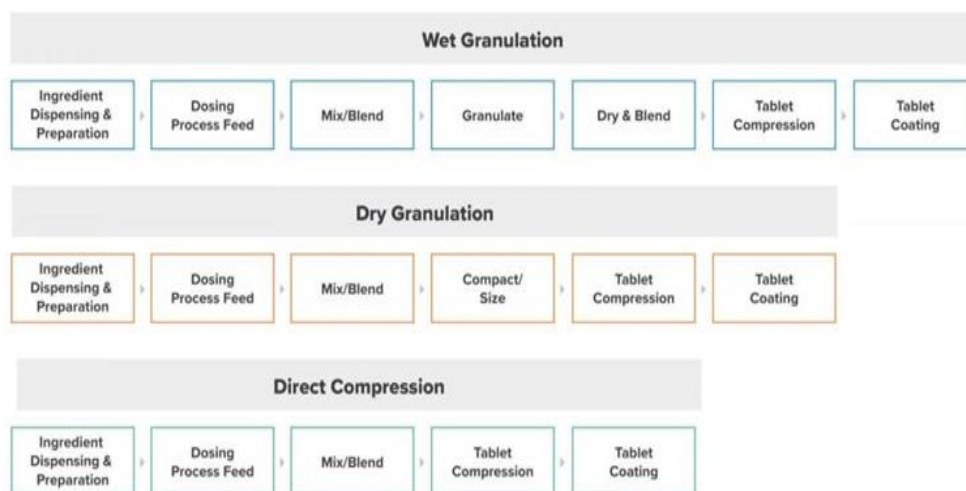 Wet Granulation
Ingredient
Dispensing &
Preparation
Dosing
Process Feed
Mix/Blend
Granulate
Dry & Blend
Tablet
Compression
Tablet
Coating
Dry Granulation
Ingredient
Dispensing &
Preparation
Dosing
Process Feed
Mix/Blend
Compact/
Size
Tablet
Compression
Tablet
Coating
Direct Compression
Ingredient
Dispensing &
Preparation
Dosing
Process Feed
Mix/Blend
Tablet
Compression
Tablet
Coating